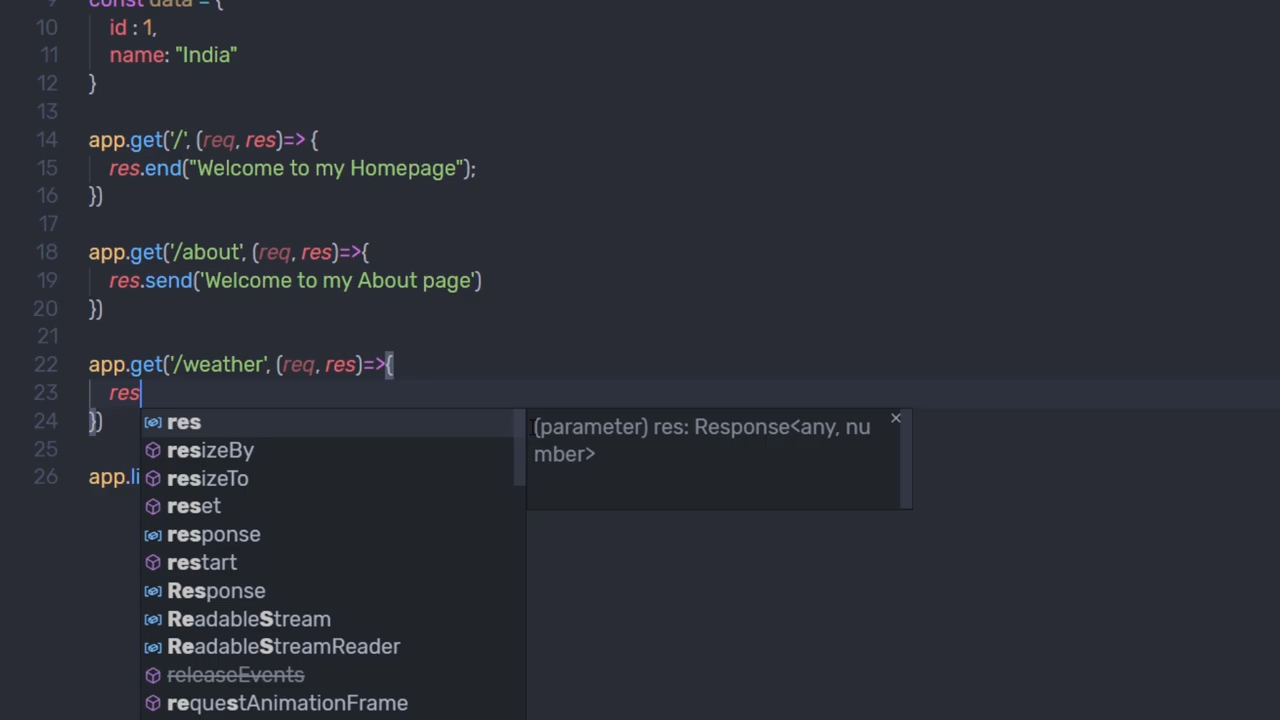 9 const data = {
10 id : 1,
11 name: "India"
12 }
13
14 app.get('/', (req, res)=> {
15 res.end("Welcome to my Homepage");
16 })
17
18 app.get('/about', (req, res)=>{
19 res.send('Welcome to my About page')
20 })
21
22 app.get('/weather', (req, res)=>{
23 res
24 })
25
26 app.li
res
resizeBy
resizeTo
reset
response
restart
Response
ReadableStream
ReadableStreamReader
releaseEvents
requestAnimationFrame
(parameter) res: Response<any, nu
mber>
×